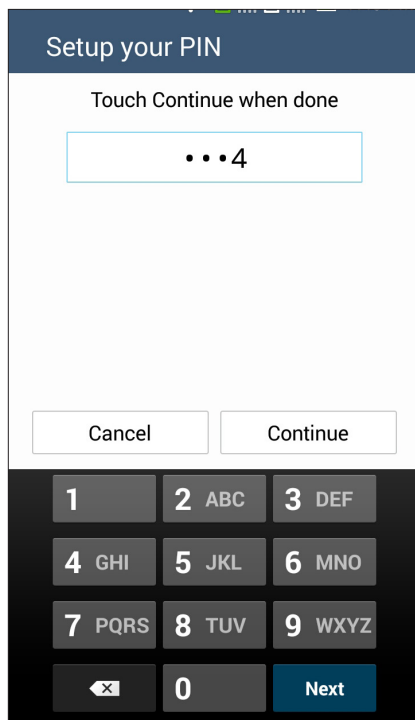 Setup your PIN
Touch Continue when done
•••4
Cancel Continue
1 2 ABC 3 DEF
4 GHI 5 JKL 6 MNO
7 PQRS 8 TUV 9 WXYZ
0 Next